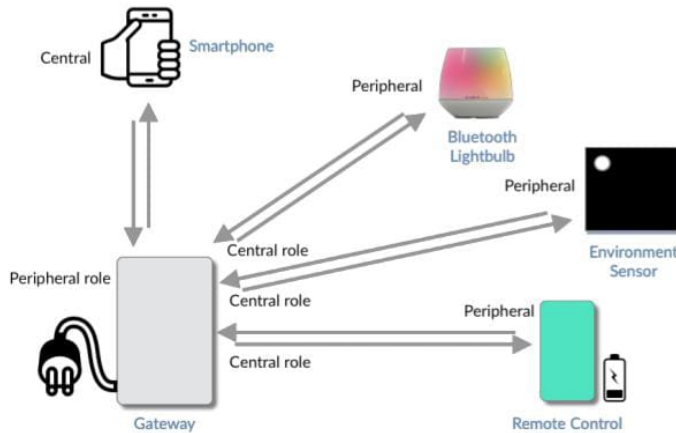 Smartphone
Central
Peripheral
Bluetooth
Lightbulb
Peripheral
Central role
Environment
Sensor
Peripheral role
Central role
Peripheral
Central role
Gateway
Remote Control